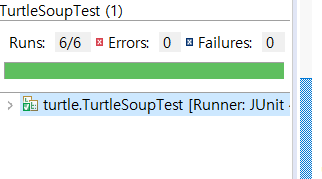 TurtleSoupTest (1)
Runs: 6/6 Errors: 0 Failures: 0
turtle.TurtleSoupTest [Runner: JUnit